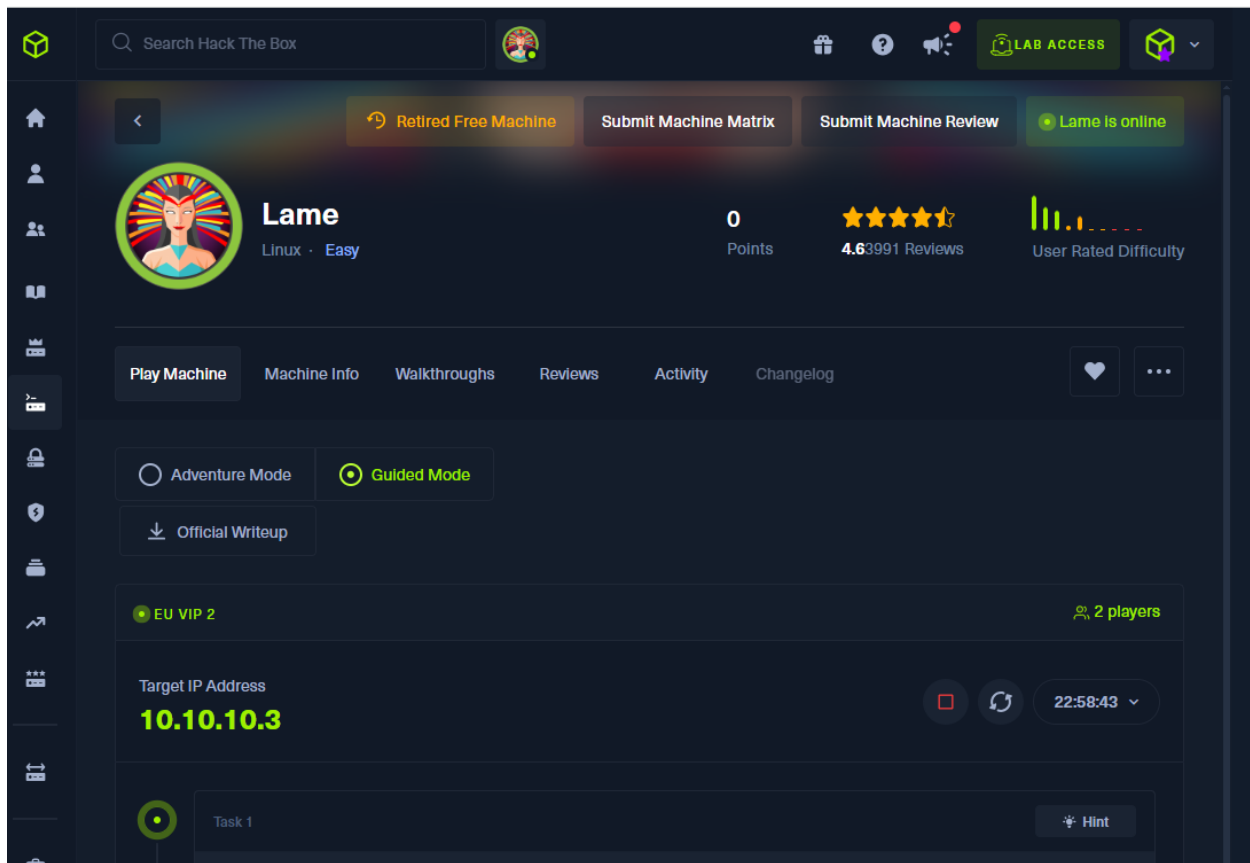 Search Hack The Box
LAB ACCESS
Retired Free Machine
Submit Machine Matrix
Submit Machine Review
Lame is online
Lame
Linux · Easy
0
Points
4.63991 Reviews
User Rated Difficulty
Play Machine
Machine Info
Walkthroughs
Reviews
Activity
Changelog
Adventure Mode
Guided Mode
Official Writeup
EU VIP 2
2 players
Target IP Address
10.10.10.3
22:58:43
Task 1
Hint